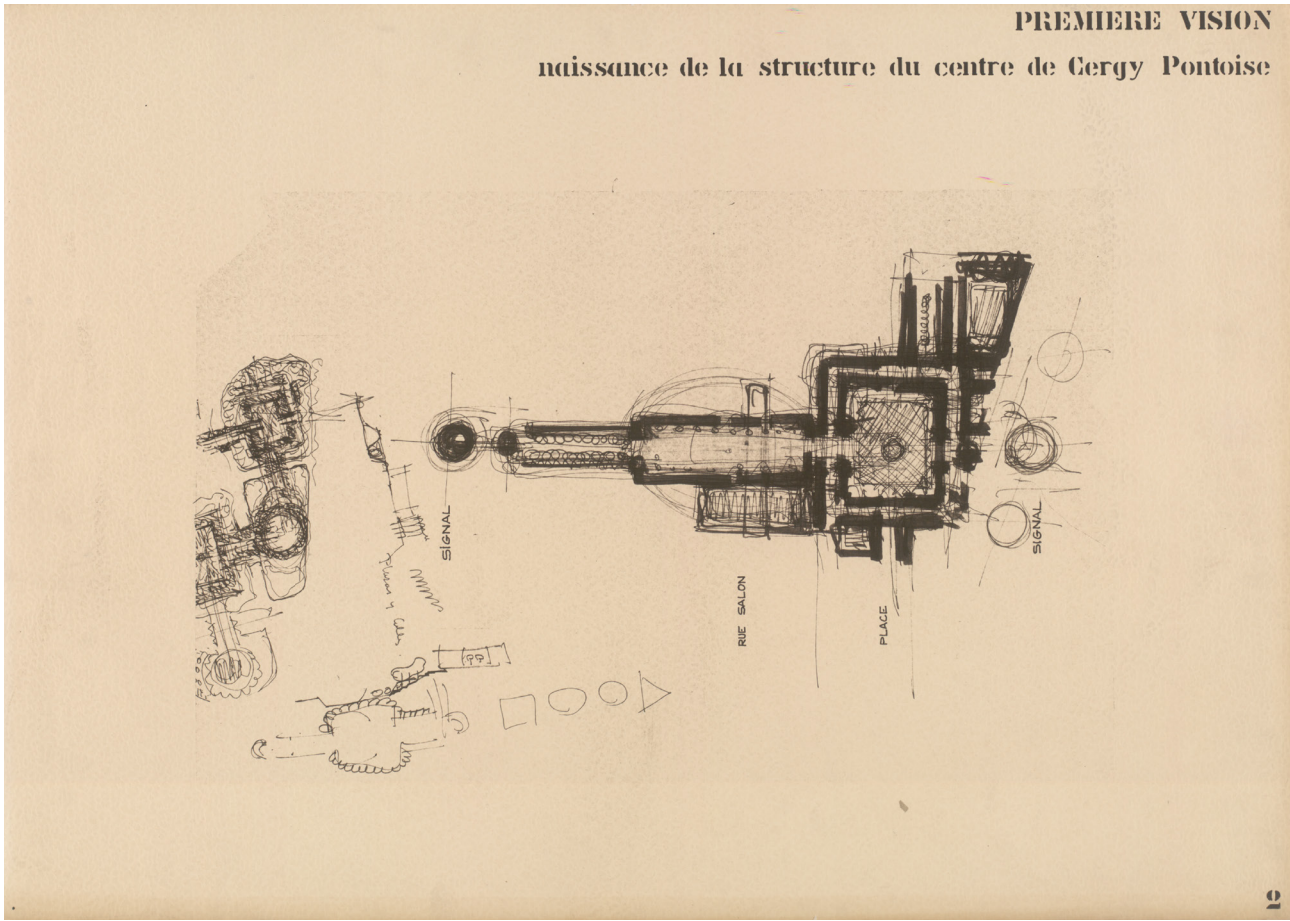 PREMIERE VISION
naissance de la structure du centre de Cergy Pontoise
SIGNAL
RUE SALON
PLACE
SIGNAL
2